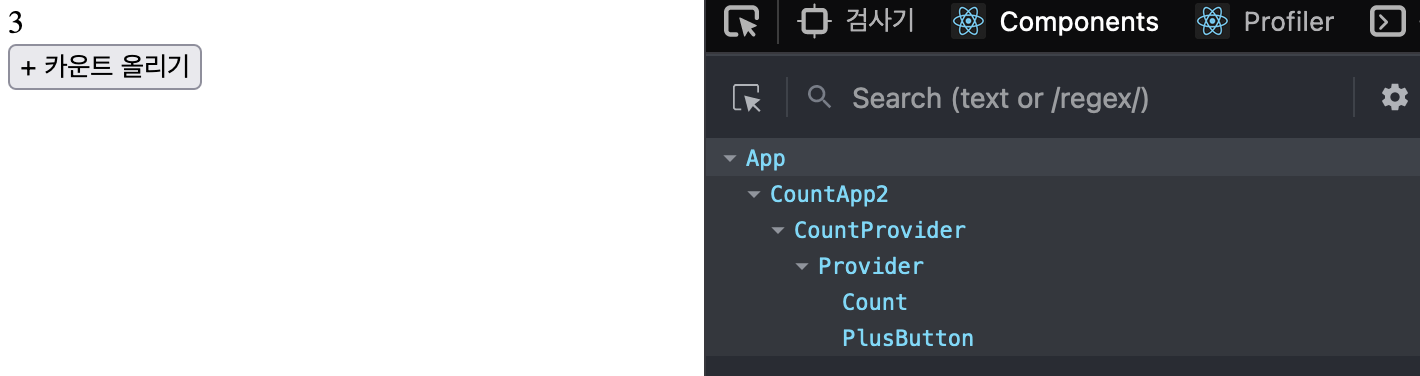 3
+ 카운트 올리기
검사기 Components Profiler
Search (text or /regex/)
App
CountApp2
CountProvider
Provider
Count
PlusButton